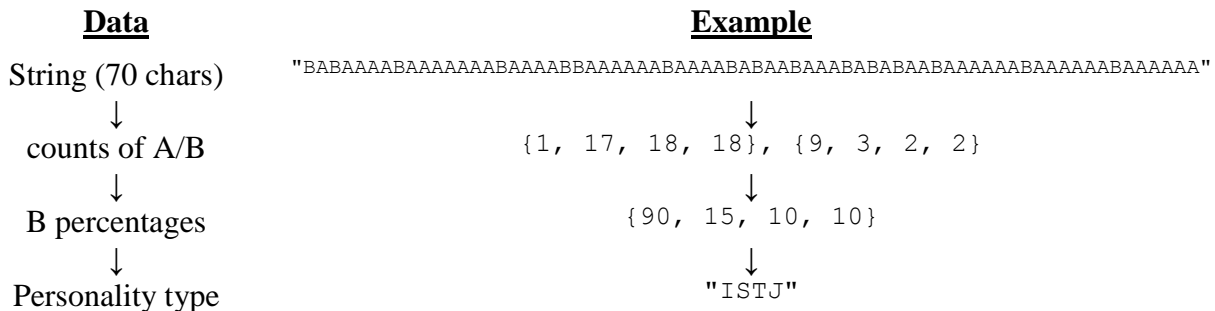 Data Example
String (70 chars) "BABAAAABAAAAAAABAAAABBAAAAAABAAAABABAABAAABABABAABAAAAAABAAAAAABAAAAAA"
↓ ↓
counts of A/B {1, 17, 18, 18}, {9, 3, 2, 2}
↓ ↓
B percentages {90, 15, 10, 10}
↓ ↓
Personality type "ISTJ"